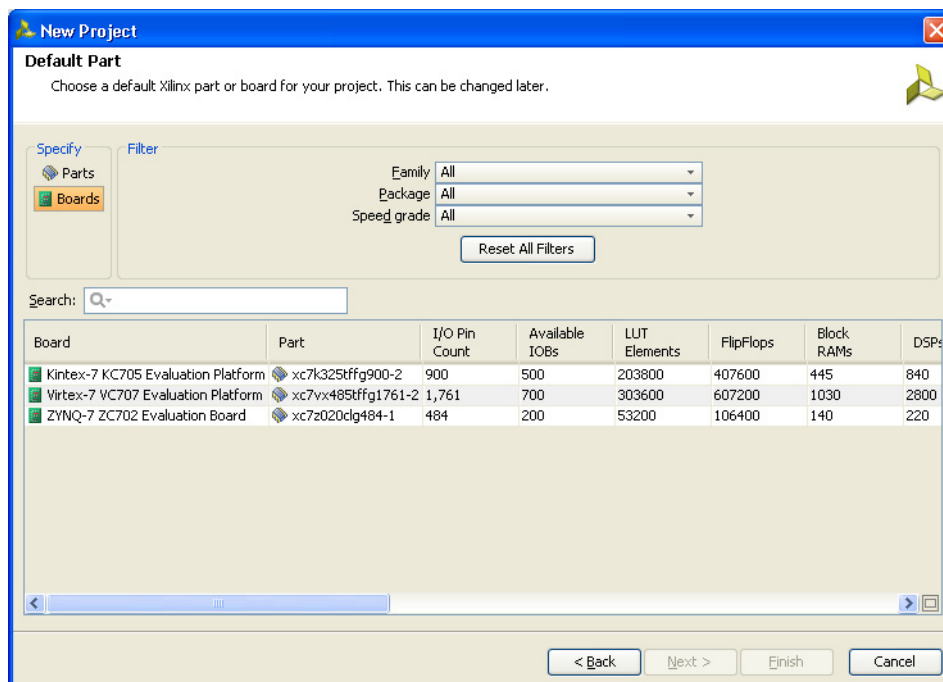 New Project
Default Part
Choose a default Xilinx part or board for your project. This can be changed later.
Specify
Filter
Parts
Boards
Family All
Package All
Speed grade All
Reset All Filters
Search:
Board Part I/O Pin Count Available IOBs LUT Elements FlipFlops Block RAMs DSPs
Kintex-7 KC705 Evaluation Platform xc7k325tffg900-2 900 500 203800 407600 445 840
Virtex-7 VC707 Evaluation Platform xc7vx485tffg1761-2 1,761 700 303600 607200 1030 2800
ZYNQ-7 ZC702 Evaluation Board xc7z020clg484-1 484 200 53200 106400 140 220
< Back Next > Finish Cancel